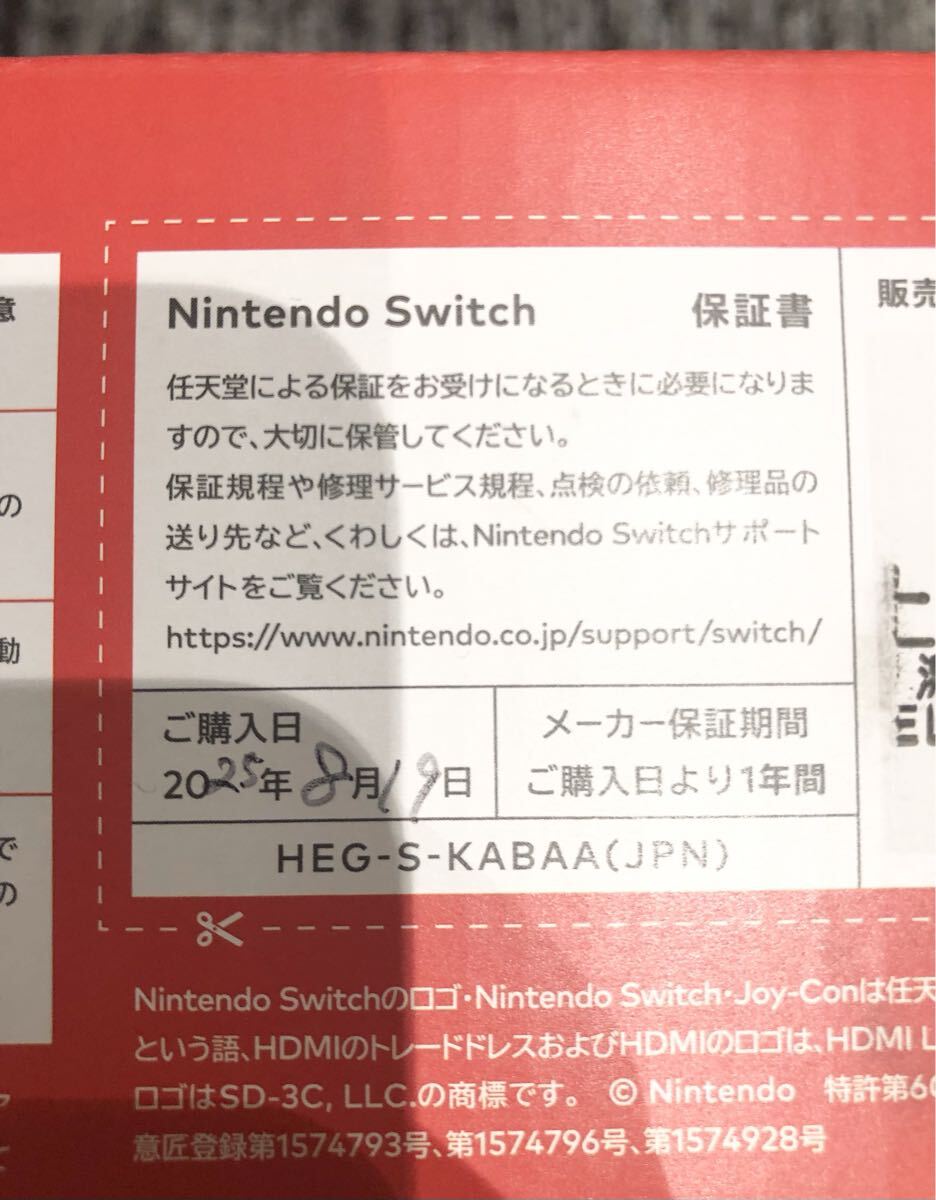 意
の
動
で
の
Nintendo Switch 保証書
任天堂による保証をお受けになるときに必要になりま
すので、大切に保管してください。
保証規程や修理サービス規程、点検の依頼、修理品の
送り先など、くわしくは、Nintendo Switchサポート
サイトをご覧ください。
https://www.nintendo.co.jp/support/switch/
ご購入日
2025年8月19日
メーカー保証期間
ご購入日より1年間
HEG-S-KABAA(JPN)
販売
Nintendo Switchのロゴ・Nintendo Switch・Joy-Conは任天
という語、HDMIのトレードドレスおよびHDMIのロゴは、HDMI L
ロゴはSD-3C, LLC.の商標です。 © Nintendo 特許第60
意匠登録第1574793号、第1574796号、第1574928号